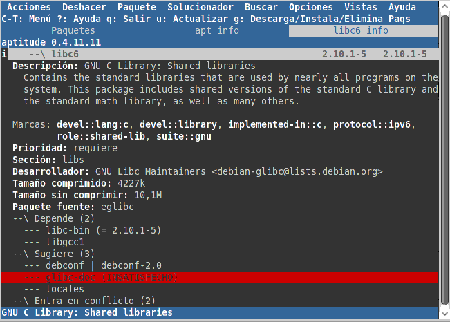 Acciones Deshacer Paquete Solucionador Buscar Opciones Vistas Ayuda
C-T: Menú ?: Ayuda q: Salir u: Actualizar g: Descarga/Instala/Elimina Paqs
Paquetes apt info libc6 info
aptitude 0.4.11.11
i --\ libc6 2.10.1-5 2.10.1-5
Descripción: GNU C Library: Shared libraries
Contains the standard libraries that are used by nearly all programs on the
system. This package includes shared versions of the standard C library and
the standard math library, as well as many others.
Marcas: devel::lang:c, devel::library, implemented-in::c, protocol::ipv6,
role::shared-lib, suite::gnu
Prioridad: requiere
Sección: libs
Desarrollador: GNU Libc Maintainers <debian-glibc@lists.debian.org>
Tamaño comprimido: 4227k
Tamaño sin comprimir: 10,1M
Paquete fuente: eglibc
--\ Depende (2)
--- libc-bin (= 2.10.1-5)
--- libgcc1
--\ Sugiere (3)
--- debconf | debconf-2.0
--- locales
--\ Entra en conflicto (2)
GNU C Library: Shared libraries